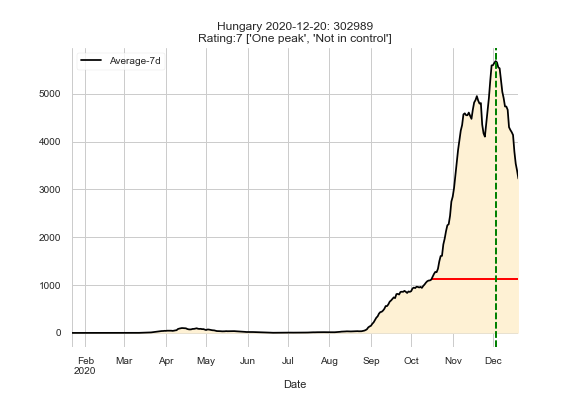 Hungary 2020-12-20: 302989
Rating:7 ['One peak', 'Not in control']
Average-7d
5000
4000
3000
2000
1000
0
Feb Mar Apr May Jun Jul Aug Sep Oct Nov Dec
2020
Date